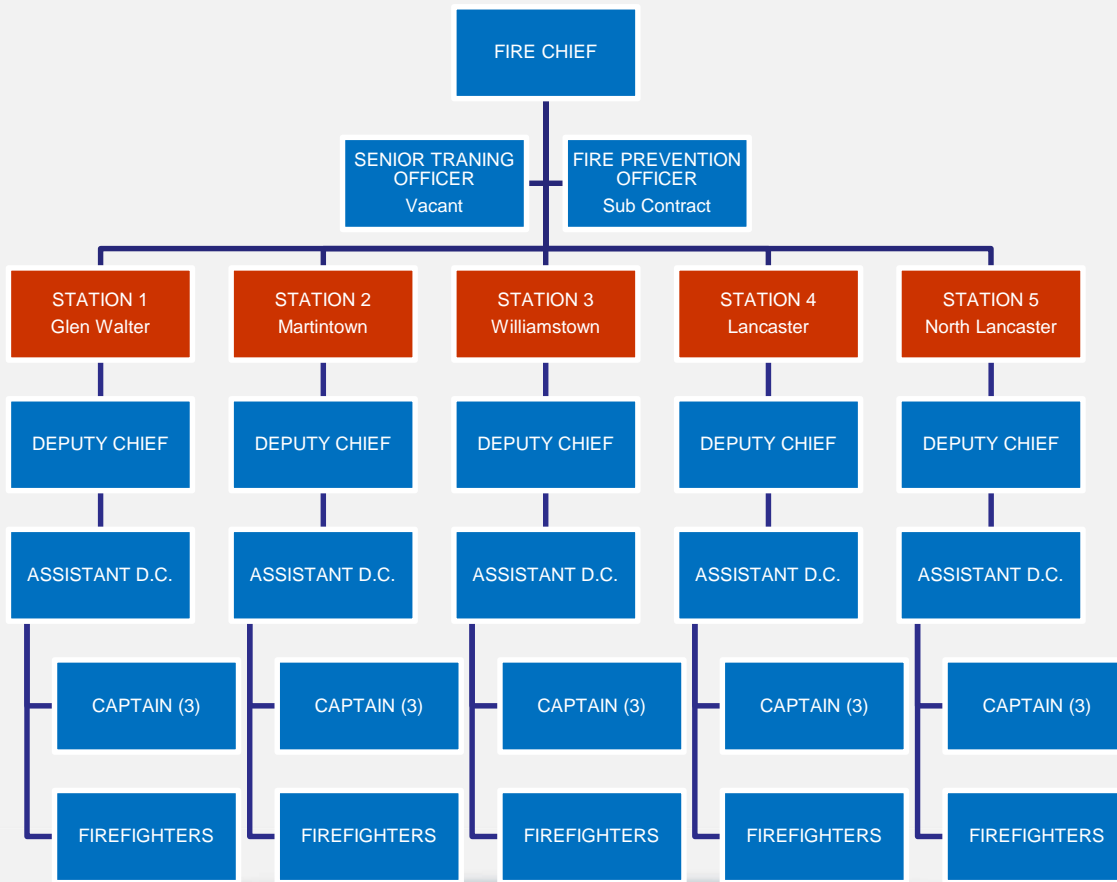 FIRE CHIEF
SENIOR TRANING
OFFICER
Vacant
FIRE PREVENTION
OFFICER
Sub Contract
STATION 1
Glen Walter
STATION 2
Martintown
STATION 3
Williamstown
STATION 4
Lancaster
STATION 5
North Lancaster
DEPUTY CHIEF
DEPUTY CHIEF
DEPUTY CHIEF
DEPUTY CHIEF
DEPUTY CHIEF
ASSISTANT D.C.
ASSISTANT D.C.
ASSISTANT D.C.
ASSISTANT D.C.
ASSISTANT D.C.
CAPTAIN (3)
CAPTAIN (3)
CAPTAIN (3)
CAPTAIN (3)
CAPTAIN (3)
FIREFIGHTERS
FIREFIGHTERS
FIREFIGHTERS
FIREFIGHTERS
FIREFIGHTERS